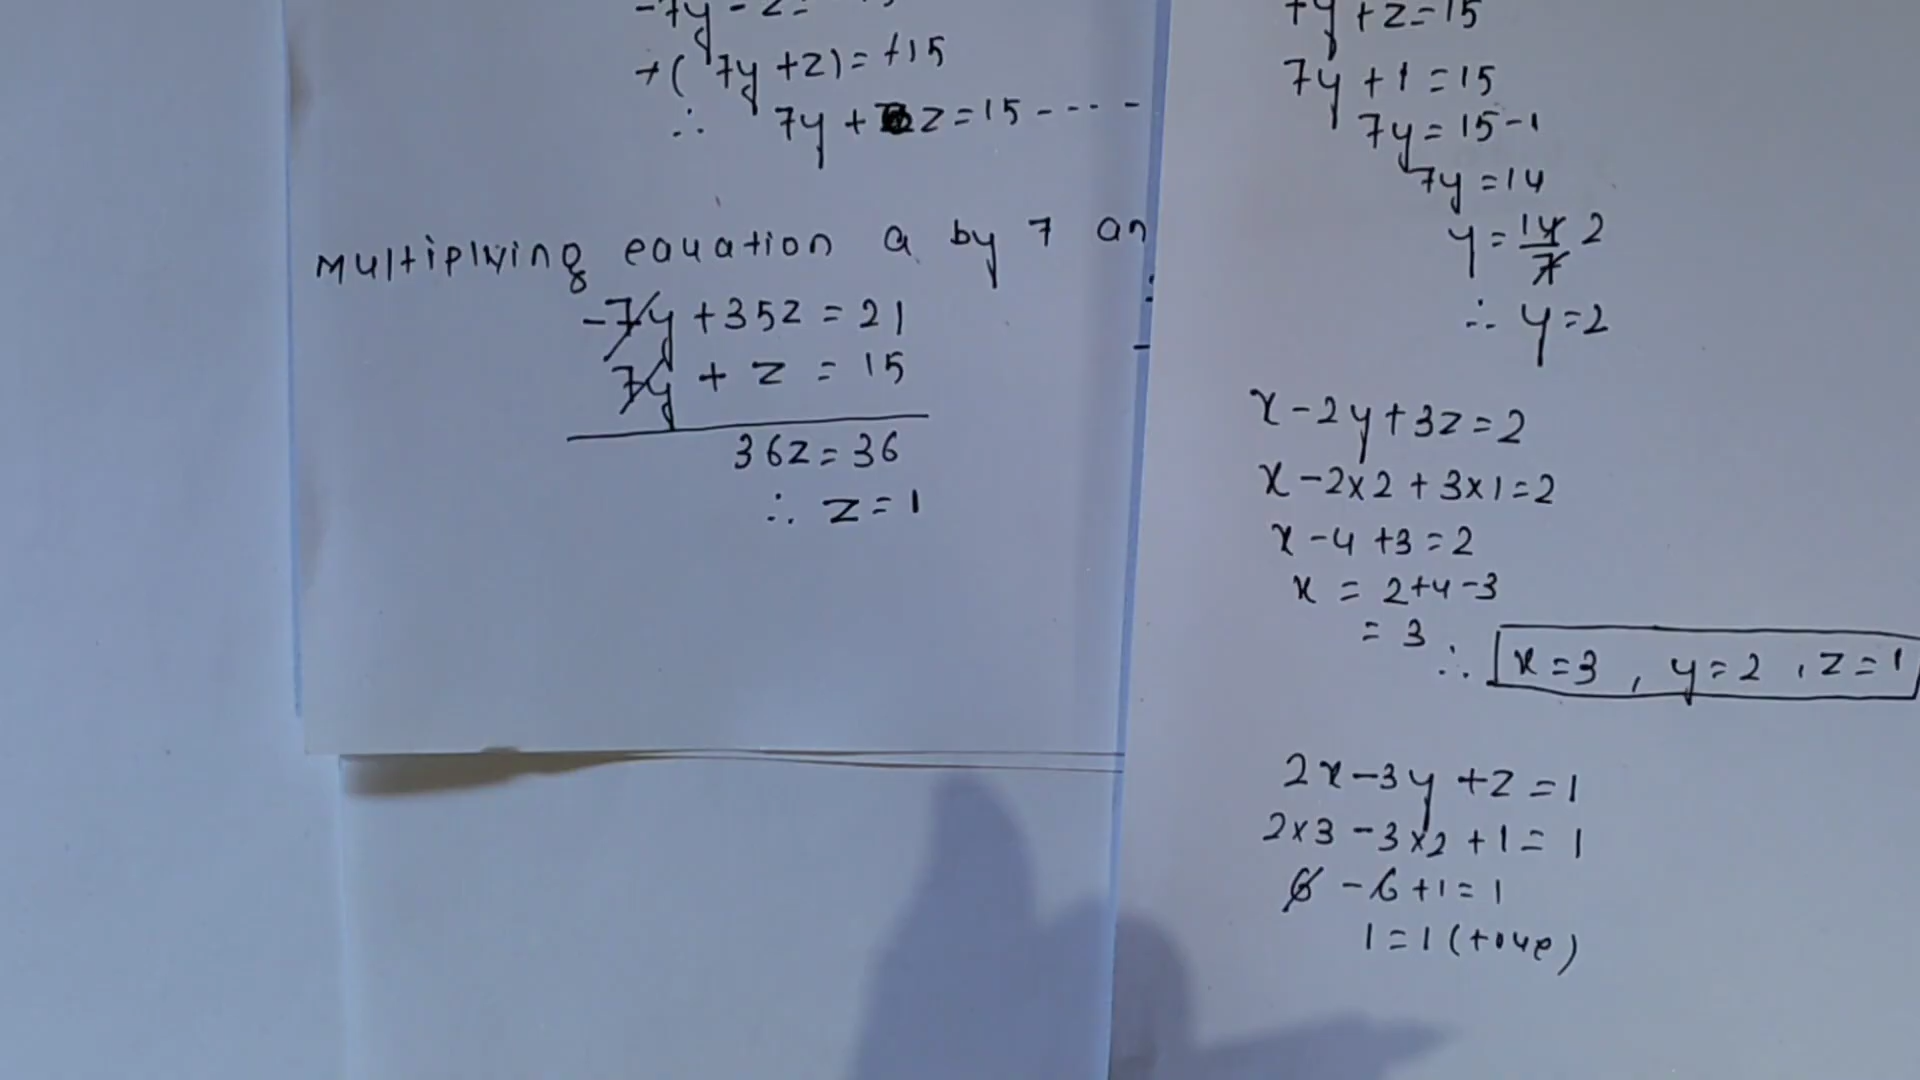 -7y-z=
+(7y+z)=+15
∴ 7y+z=15----
Multiplying equation a by 7 an
-7y+35z=21
7y+z=15
36z=36
∴ z=1
7y+z=15
7y+1=15
7y=15-1
7y=14
y=14/7 2
∴ y=2
x-2y+3z=2
x-2x2+3x1=2
x-4+3=2
x=2+4-3
=3
∴ x=3, y=2, z=1
2x-3y+z=1
2x3-3x2+1=1
6-6+1=1
1=1(true)